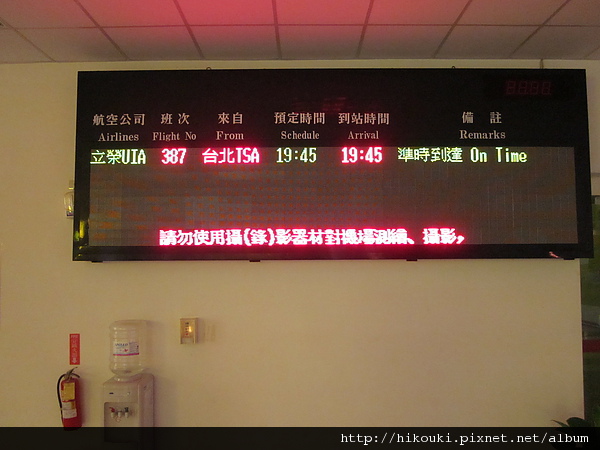 航空公司 班次 來自 預定時間 到站時間 備註
Airlines Flight No From Schedule Arrival Remarks
立榮UIA 387 台北TSA 19:45 19:45 準時到達 On Time
請勿使用攝(錄)影器材對機場測繪、攝影,
http://hikouki.pixnet.net/album